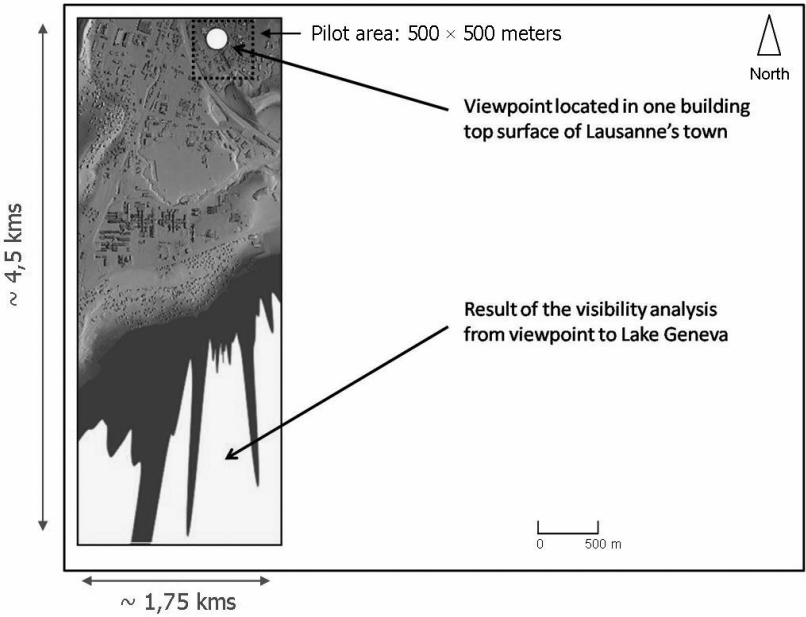 Pilot area: 500 × 500 meters
North
Viewpoint located in one building
top surface of Lausanne's town
~ 4,5 kms
Result of the visibility analysis
from viewpoint to Lake Geneva
0 500 m
~ 1,75 kms